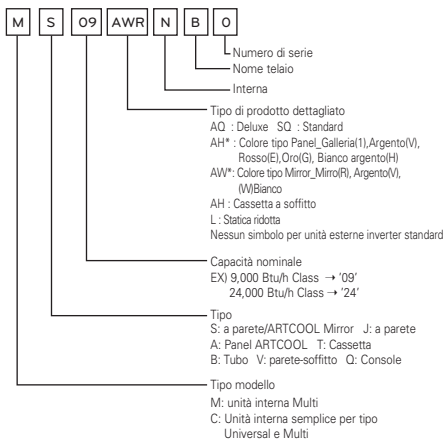 M S 09 AWR N B 0
Numero di serie
Nome telaio
Interna
Tipo di prodotto dettagliato
AQ : Deluxe SQ : Standard
AH* : Colore tipo Panel_Galleria(1),Argento(V),
Rosso(E),Oro(G), Bianco argento(H)
AW*: Colore tipo Mirror_Mirro(R), Argento(V),
(W)Bianco
AH : Cassetta a soffitto
L : Statica ridotta
Nessun simbolo per unità esterne inverter standard
Capacità nominale
EX) 9,000 Btu/h Class → '09'
24,000 Btu/h Class → '24'
Tipo
S: a parete/ARTCOOL Mirror J: a parete
A: Panel ARTCOOL T: Cassetta
B: Tubo V: parete-soffitto Q: Console
Tipo modello
M: unità interna Multi
C: Unità interna semplice per tipo
Universal e Multi